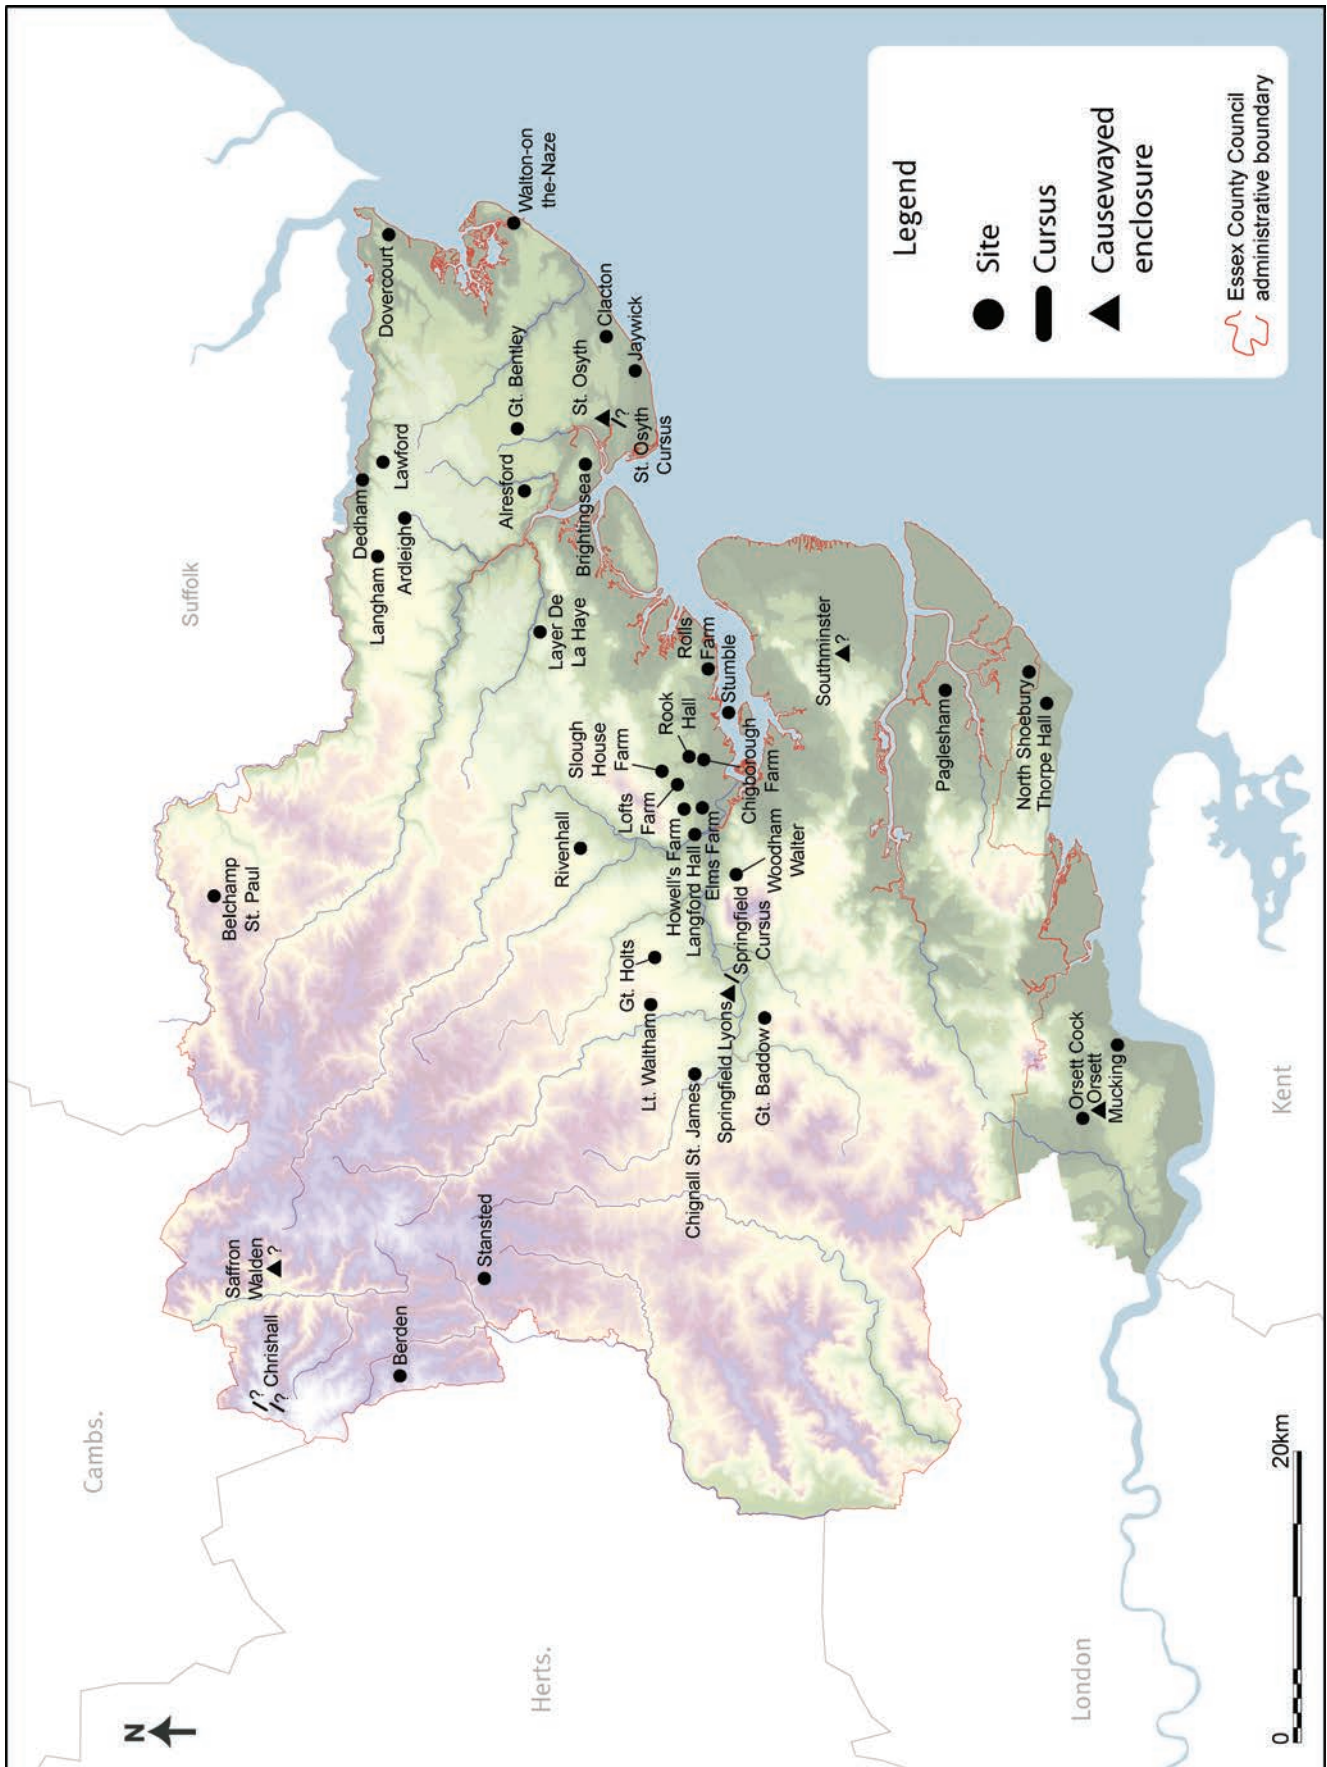 Cambs.
Suffolk
Herts.
London
Kent
N
Chrishall
?
?
Saffron
Walden
?
Berden
Stansted
Belchamp
St. Paul
Langham
Dedham
Ardleigh
Lawford
Dovercourt
Walton-on
the-Naze
Alresford
Gt. Bentley
Brightlingsea
St. Osyth
?
St. Osyth
Cursus
Clacton
Jaywick
Layer De
La Haye
Rivenhall
Slough
House
Farm
Lofts
Farm
Rook
Hall
Rolls
Farm
Stumble
Chigborough
Farm
Howell's Farm
Langford Hall
Elms Farm
Woodham
Walter
Gt. Holts
Lt. Waltham
Chignall St. James
Springfield Lyons
Springfield
Cursus
Gt. Baddow
Southminster
?
Paglesham
North Shoebury
Thorpe Hall
Orsett Cock
Orsett
Mucking
Legend
Site
Cursus
Causewayed
enclosure
Essex County Council
administrative boundary
0
20km